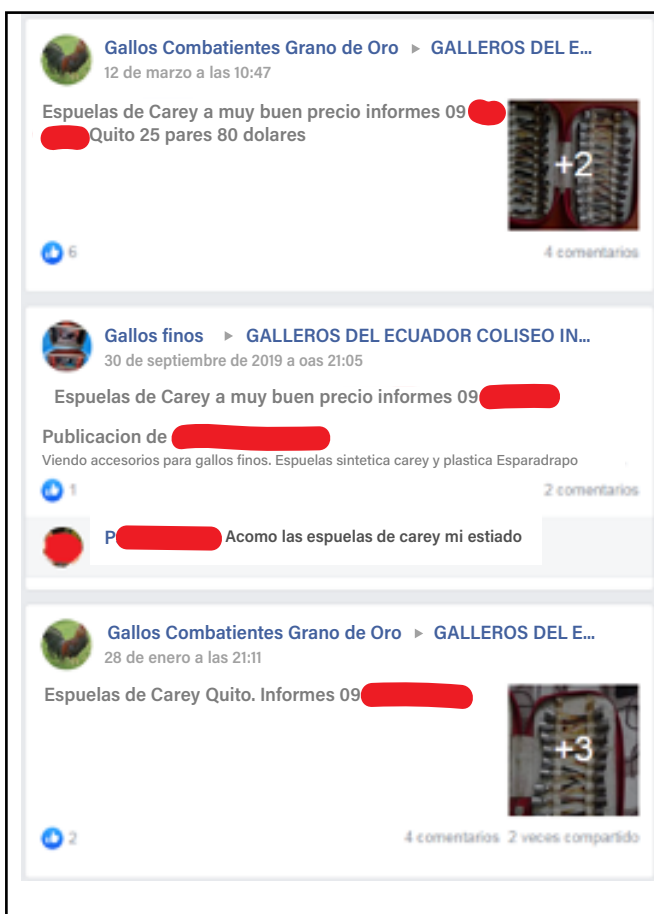 Gallos Combatientes Grano de Oro ▸ GALLEROS DEL E...
12 de marzo a las 10:47
Espuelas de Carey a muy buen precio informes 09
Quito 25 pares 80 dolares
+2
6
4 comentarios
Gallos finos ▸ GALLEROS DEL ECUADOR COLISEO IN...
30 de septiembre de 2019 a oas 21:05
Espuelas de Carey a muy buen precio informes 09
Publicacion de
Viendo accesorios para gallos finos. Espuelas sintetica carey y plastica Esparadrapo
1
2 comentarios
P
Acomo las espuelas de carey mi estiado
Gallos Combatientes Grano de Oro ▸ GALLEROS DEL E...
28 de enero a las 21:11
Espuelas de Carey Quito. Informes 09
+3
2
4 comentarios 2 veces compartido